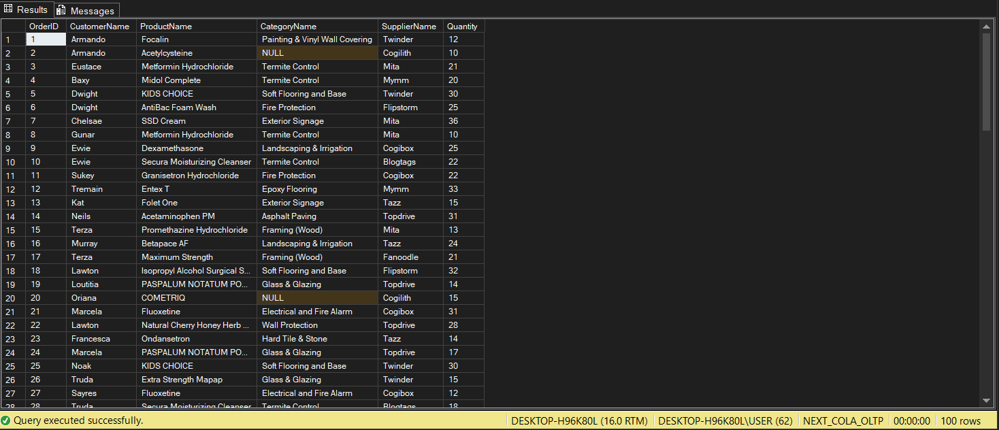 Results Messages
OrderID CustomerName ProductName CategoryName SupplierName Quantity
1 1 Armando Focalin Painting & Vinyl Wall Covering Twinder 12
2 2 Armando Acetylcysteine NULL Cogilith 10
3 3 Eustace Metformin Hydrochloride Termite Control Mita 21
4 4 Baxy Midol Complete Termite Control Mymm 20
5 5 Dwight KIDS CHOICE Soft Flooring and Base Twinder 30
6 6 Dwight AntiBac Foam Wash Fire Protection Flipstorm 25
7 7 Chelsae SSD Cream Exterior Signage Mita 36
8 8 Gunar Metformin Hydrochloride Termite Control Mita 10
9 9 Evvie Dexamethasone Landscaping & Irrigation Cogibox 25
10 10 Evvie Secura Moisturizing Cleanser Termite Control Blogtags 22
11 11 Sukey Granisetron Hydrochloride Fire Protection Cogibox 22
12 12 Tremain Entex T Epoxy Flooring Mymm 33
13 13 Kat Folet One Exterior Signage Tazz 15
14 14 Neils Acetaminophen PM Asphalt Paving Topdrive 31
15 15 Terza Promethazine Hydrochloride Framing (Wood) Mita 13
16 16 Murray Betapace AF Landscaping & Irrigation Tazz 24
17 17 Terza Maximum Strength Framing (Wood) Fanoodle 21
18 18 Lawton Isopropyl Alcohol Surgical S... Soft Flooring and Base Flipstorm 32
19 19 Loutitia PASPALUM NOTATUM PO... Glass & Glazing Topdrive 14
20 20 Oriana COMETRIQ NULL Cogilith 15
21 21 Marcela Fluoxetine Electrical and Fire Alarm Cogibox 31
22 22 Lawton Natural Cherry Honey Herb ... Wall Protection Topdrive 28
23 23 Francesca Ondansetron Hard Tile & Stone Tazz 14
24 24 Marcela PASPALUM NOTATUM PO... Glass & Glazing Topdrive 17
25 25 Noak KIDS CHOICE Soft Flooring and Base Twinder 30
26 26 Truda Extra Strength Mapap Glass & Glazing Twinder 15
27 27 Sayres Fluoxetine Electrical and Fire Alarm Cogibox 12
28 28 Truda Secura Moisturizing Cleanser Termite Control Blogtags 18
Query executed successfully. DESKTOP-H96K80L (16.0 RTM) DESKTOP-H96K80L\USER (62) NEXT_COLA_OLTP 00:00:00 100 rows